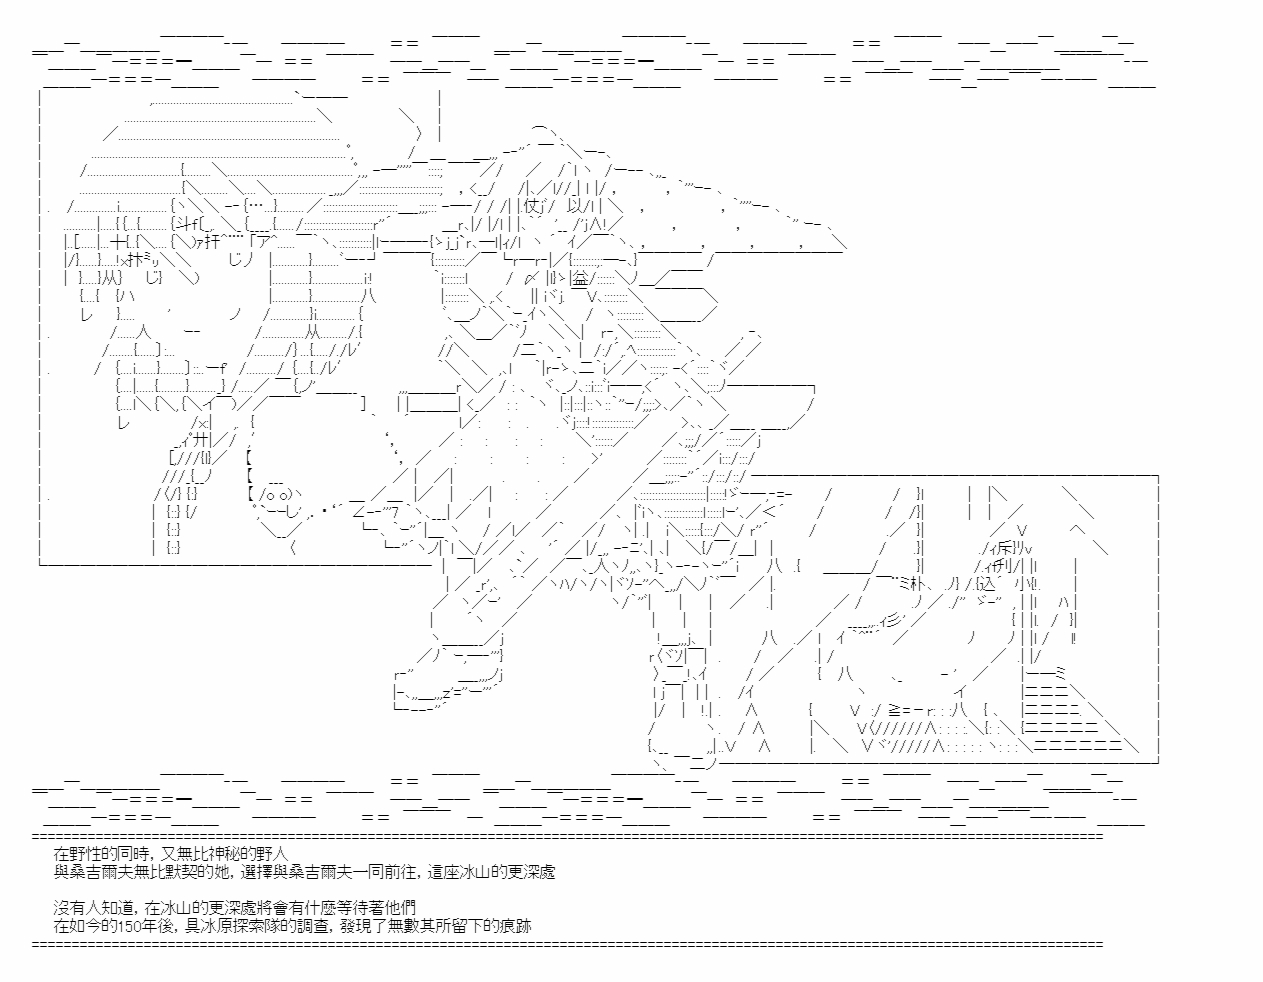 在野性的同時, 又無比神秘的野人
與桑吉爾夫無比默契的她, 選擇與桑吉爾夫一同前往, 這座冰山的更深處
沒有人知道, 在冰山的更深處將會有什麼等待著他們
在如今的150年後, 具冰原探索隊的調查, 發現了無數其所留下的痕跡